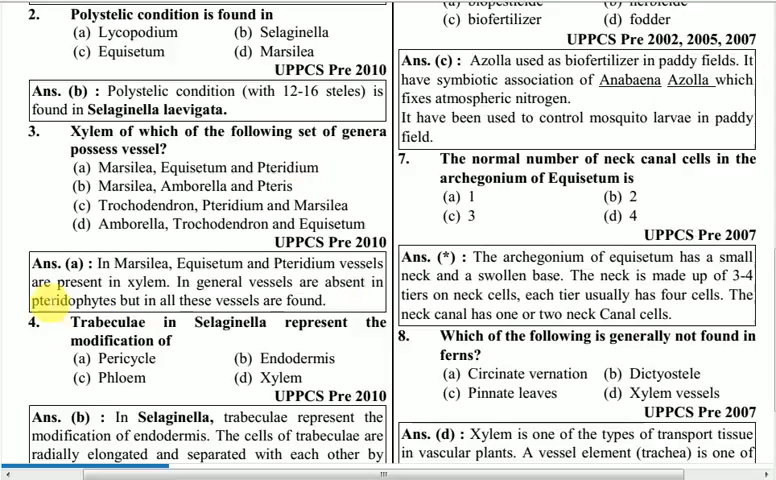 2. Polystelic condition is found in
(a) Lycopodium (b) Selaginella
(c) Equisetum (d) Marsilea
UPPCS Pre 2010
Ans. (b) : Polystelic condition (with 12-16 steles) is
found in Selaginella laevigata.
3. Xylem of which of the following set of genera
possess vessel?
(a) Marsilea, Equisetum and Pteridium
(b) Marsilea, Amborella and Pteris
(c) Trochodendron, Pteridium and Marsilea
(d) Amborella, Trochodendron and Equisetum
UPPCS Pre 2010
Ans. (a) : In Marsilea, Equisetum and Pteridium vessels
are present in xylem. In general vessels are absent in
pteridophytes but in all these vessels are found.
4. Trabeculae in Selaginella represent the
modification of
(a) Pericycle (b) Endodermis
(c) Phloem (d) Xylem
UPPCS Pre 2010
Ans. (b) : In Selaginella, trabeculae represent the
modification of endodermis. The cells of trabeculae are
radially elongated and separated with each other by
(a) biopesticide (b) herbicide
(c) biofertilizer (d) fodder
UPPCS Pre 2002, 2005, 2007
Ans. (c) : Azolla used as biofertilizer in paddy fields. It
have symbiotic association of Anabaena Azolla which
fixes atmospheric nitrogen.
It have been used to control mosquito larvae in paddy
field.
7. The normal number of neck canal cells in the
archegonium of Equisetum is
(a) 1 (b) 2
(c) 3 (d) 4
UPPCS Pre 2007
Ans. (*) : The archegonium of equisetum has a small
neck and a swollen base. The neck is made up of 3-4
tiers on neck cells, each tier usually has four cells. The
neck canal has one or two neck Canal cells.
8. Which of the following is generally not found in
ferns?
(a) Circinate vernation (b) Dictyostele
(c) Pinnate leaves (d) Xylem vessels
UPPCS Pre 2007
Ans. (d) : Xylem is one of the types of transport tissue
in vascular plants. A vessel element (trachea) is one of